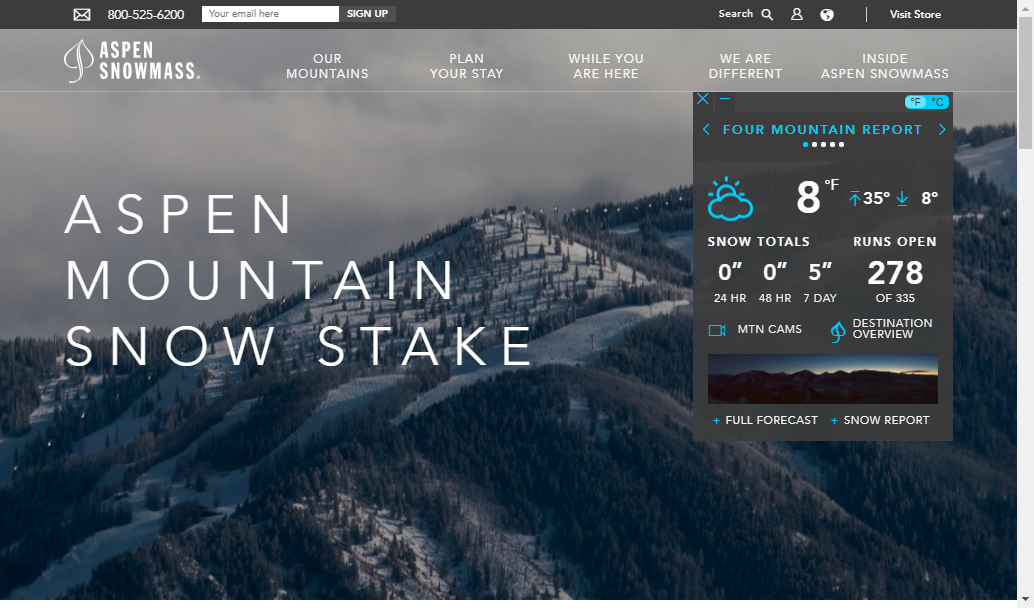 800-525-6200
Your email here
SIGN UP
Search
Visit Store
ASPEN
SNOWMASS®
OUR
MOUNTAINS
PLAN
YOUR STAY
WHILE YOU
ARE HERE
WE ARE
DIFFERENT
INSIDE
ASPEN SNOWMASS
°F °C
FOUR MOUNTAIN REPORT
8 °F
35° 8°
SNOW TOTALS
0” 0” 5”
24 HR 48 HR 7 DAY
RUNS OPEN
278
OF 335
MTN CAMS
DESTINATION
OVERVIEW
+ FULL FORECAST
+ SNOW REPORT
ASPEN
MOUNTAIN
SNOW STAKE